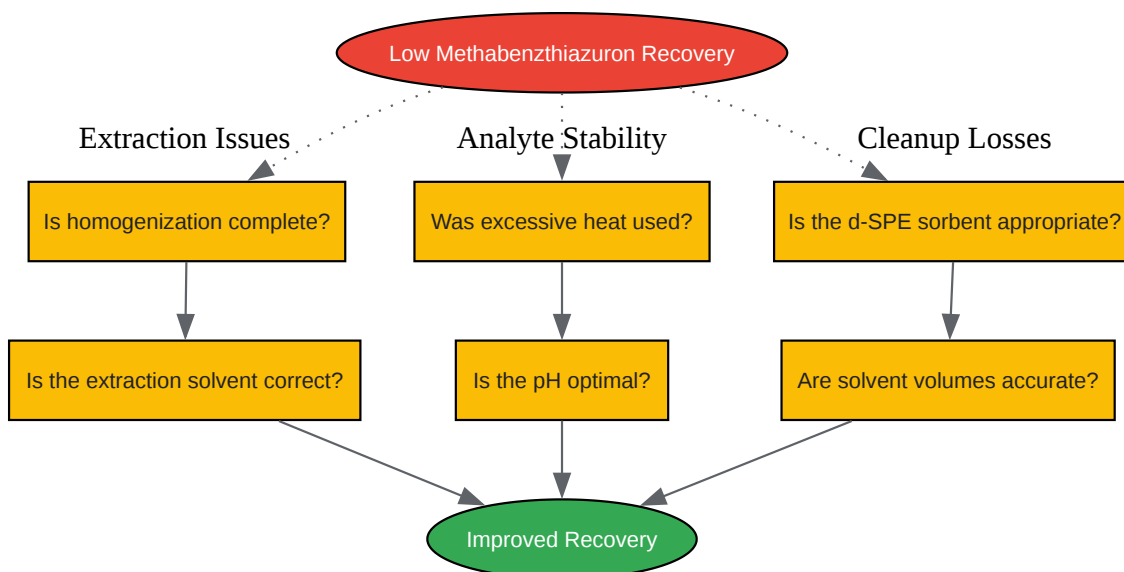 Low Methabenzthiazuron Recovery
Extraction Issues
Analyte Stability
Cleanup Losses
Is homogenization complete?
Was excessive heat used?
Is the d-SPE sorbent appropriate?
Is the extraction solvent correct?
Is the pH optimal?
Are solvent volumes accurate?
Improved Recovery